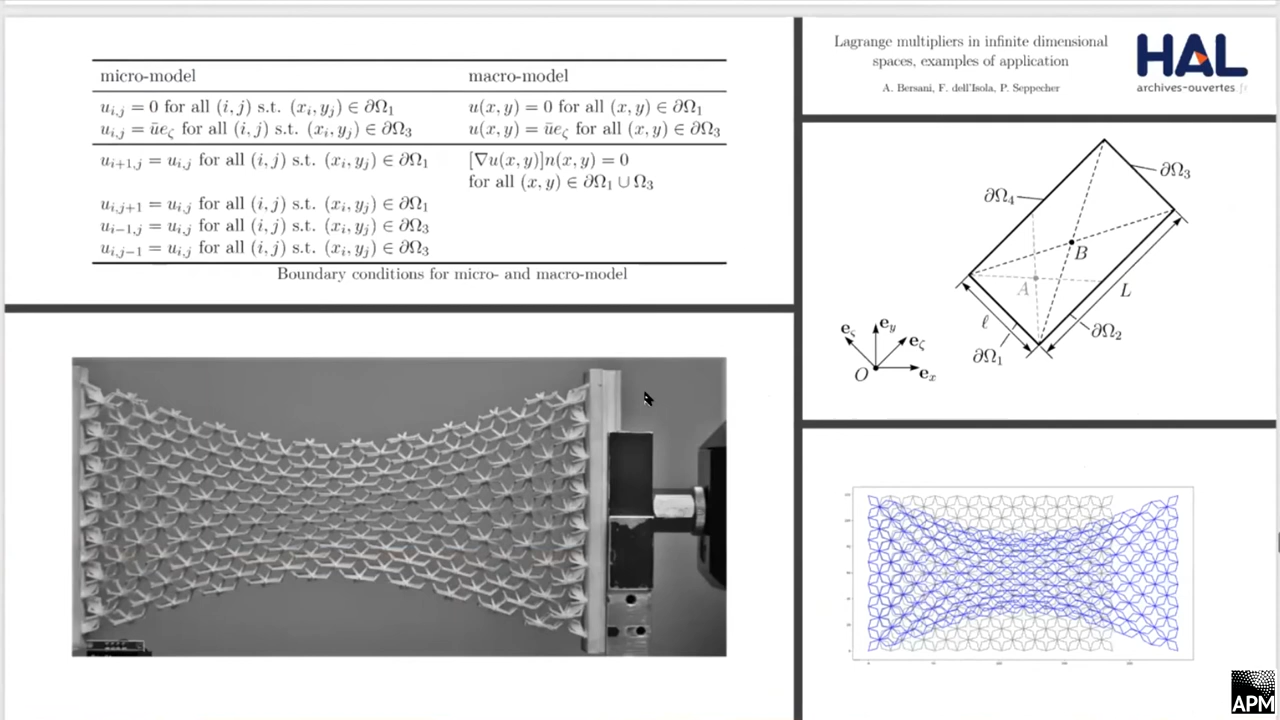 micro-model macro-model
u_{i,j} = 0 for all (i, j) s.t. (x_i, y_j) ∈ ∂Ω_1 u(x, y) = 0 for all (x, y) ∈ ∂Ω_1
u_{i,j} = ūe_ζ for all (i, j) s.t. (x_i, y_j) ∈ ∂Ω_3 u(x, y) = ūe_ζ for all (x, y) ∈ ∂Ω_3
u_{i+1,j} = u_{i,j} for all (i, j) s.t. (x_i, y_j) ∈ ∂Ω_1 [∇u(x, y)]n(x, y) = 0
for all (x, y) ∈ ∂Ω_1 ∪ Ω_3
u_{i,j+1} = u_{i,j} for all (i, j) s.t. (x_i, y_j) ∈ ∂Ω_1
u_{i−1,j} = u_{i,j} for all (i, j) s.t. (x_i, y_j) ∈ ∂Ω_3
u_{i,j−1} = u_{i,j} for all (i, j) s.t. (x_i, y_j) ∈ ∂Ω_3
Boundary conditions for micro- and macro-model
Lagrange multipliers in infinite dimensional
spaces, examples of application
A. Bersani, F. dell'Isola, P. Seppecher
HAL
archives-ouvertes
∂Ω_3
∂Ω_4
B
A
L
ℓ
∂Ω_2
∂Ω_1
e_ς e_y e_ζ
O e_x
APM